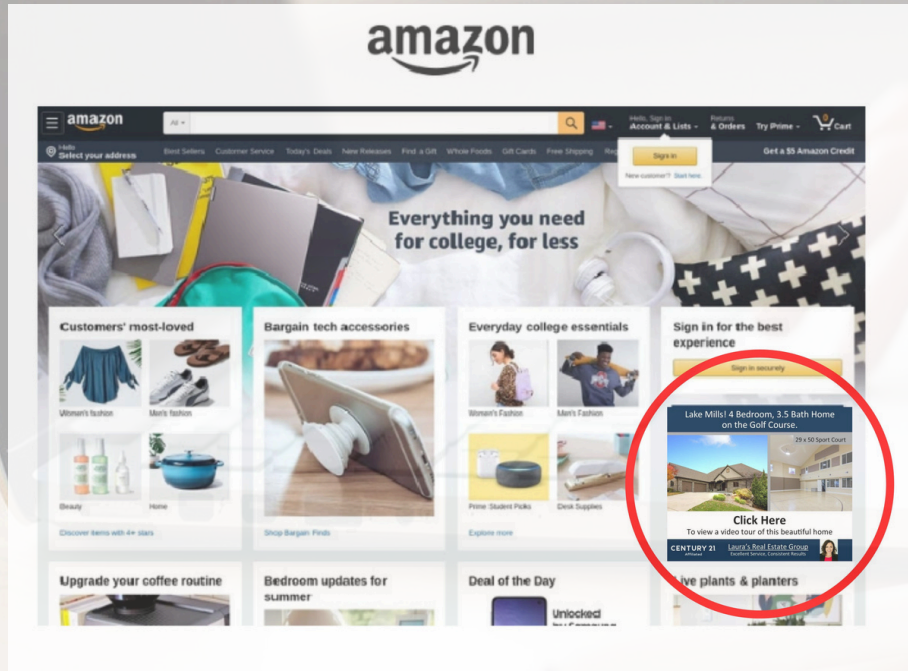 amazon
amazon
All
Hello, Sign in
Account & Lists
Returns
& Orders
Try Prime
0
Cart
Hello
Select your address
Best Sellers Customer Service Today's Deals New Releases Find a Gift Whole Foods Gift Cards Free Shipping
Get a $5 Amazon Credit
Sign in
New customer? Start here.
Everything you need
for college, for less
Customers' most-loved
Women's fashion
Men's fashion
Beauty
Home
Discover items with 4+ stars
Bargain tech accessories
Shop Bargain Finds
Everyday college essentials
Women's Fashion
Men's Fashion
Prime Student Picks
Desk Supplies
Explore more
Sign in for the best
experience
Sign in securely
Lake Mills! 4 Bedroom, 3.5 Bath Home
on the Golf Course.
29 x 50 Sport Court
Click Here
To view a video tour of this beautiful home
CENTURY 21
Affiliated
Laura's Real Estate Group
Excellent Service, Consistent Results
Upgrade your coffee routine
Bedroom updates for
summer
Deal of the Day
Unlocked
Live plants & planters